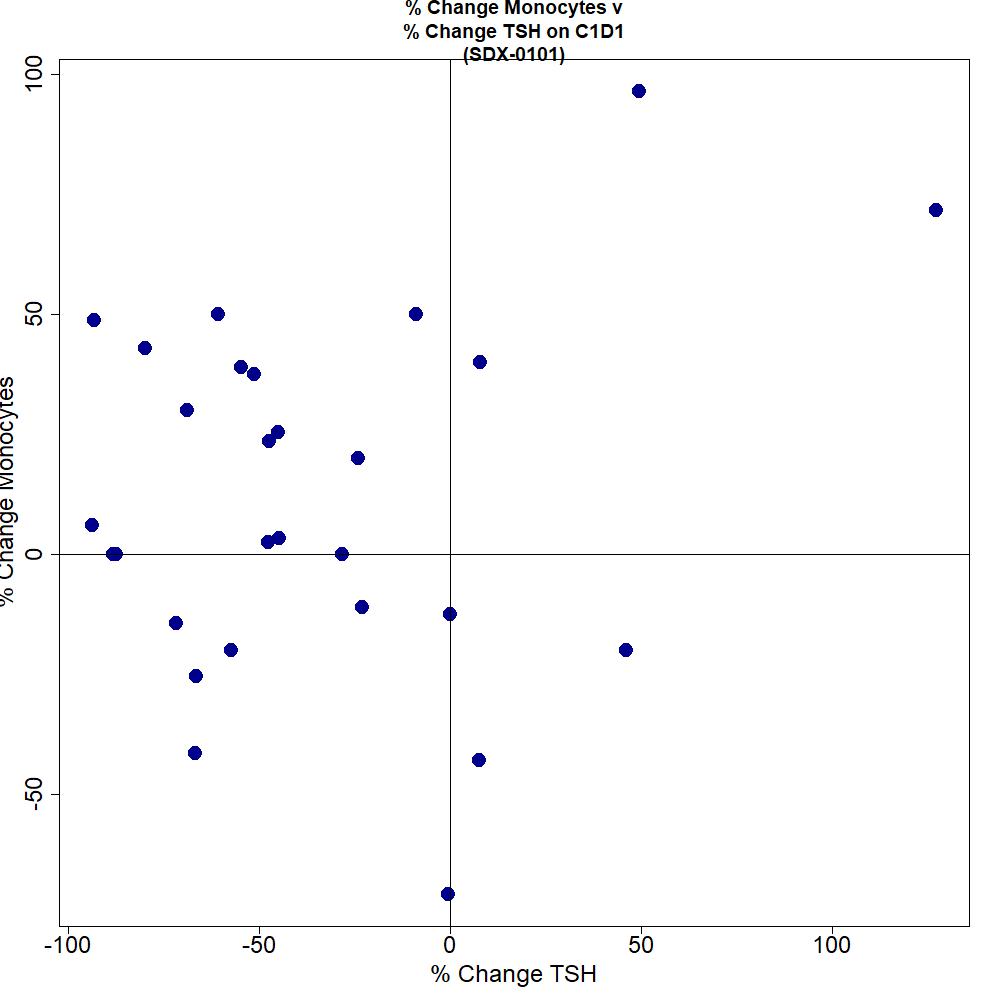 % Change Monocytes v
% Change TSH on C1D1
(SDX-0101)
100
50
0
-50
% Change Monocytes
-100
-50
0
50
100
% Change TSH